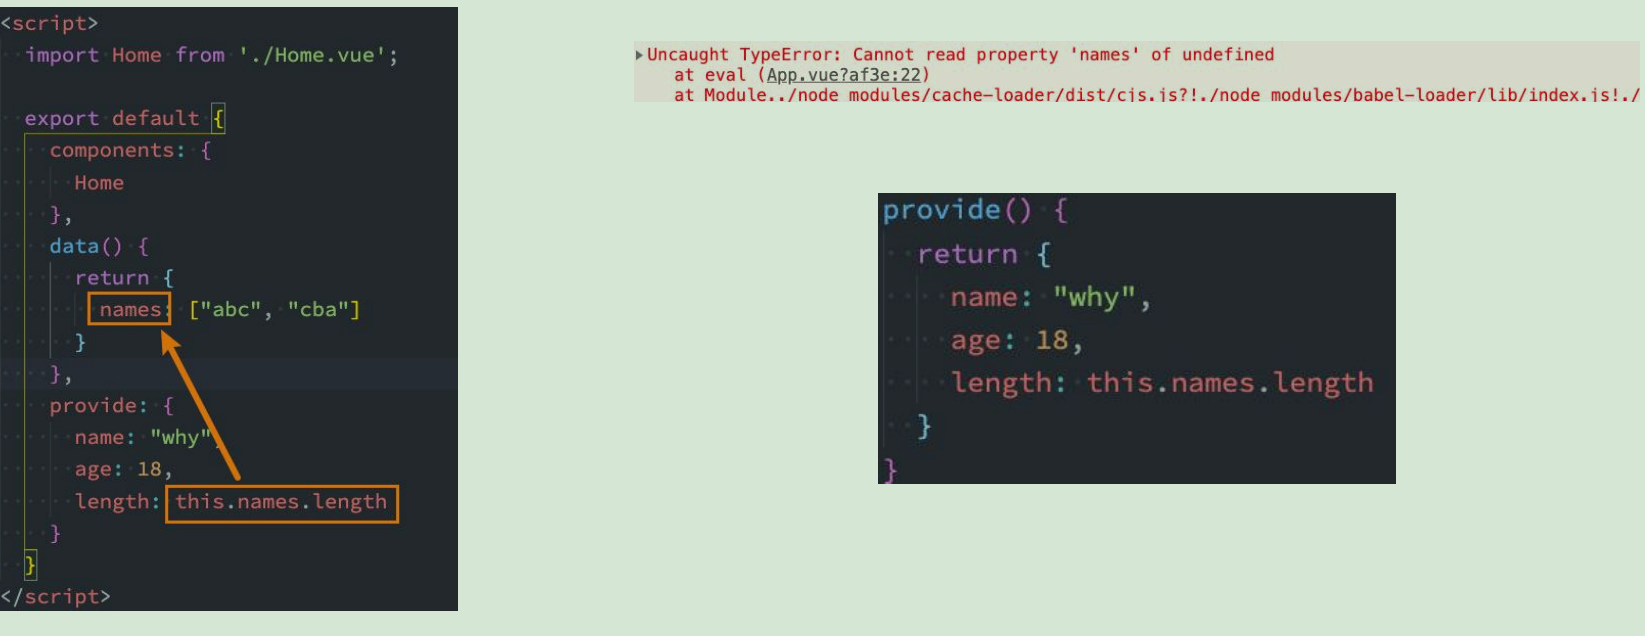 <script>
import Home from './Home.vue';
export default {
components: {
Home
},
data() {
return {
names: ["abc", "cba"]
}
},
provide: {
name: "why",
age: 18,
length: this.names.length
}
}
</script>
Uncaught TypeError: Cannot read property 'names' of undefined
at eval (App.vue?af3e:22)
at Module../node_modules/cache-loader/dist/cjs.js?!./node_modules/babel-loader/lib/index.js!./
provide() {
return {
name: "why",
age: 18,
length: this.names.length
}
}